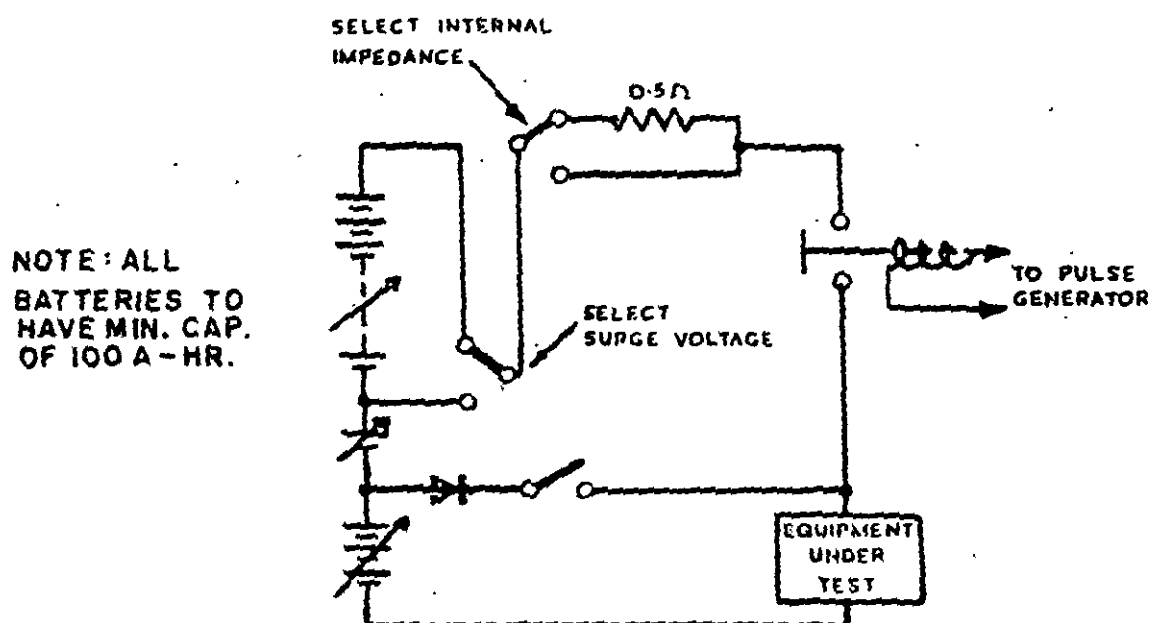 SELECT INTERNAL
IMPEDANCE
0.5Ω
NOTE: ALL
BATTERIES TO
HAVE MIN. CAP.
OF 100 A-HR.
TO PULSE
GENERATOR
SELECT
SURGE VOLTAGE
EQUIPMENT
UNDER
TEST